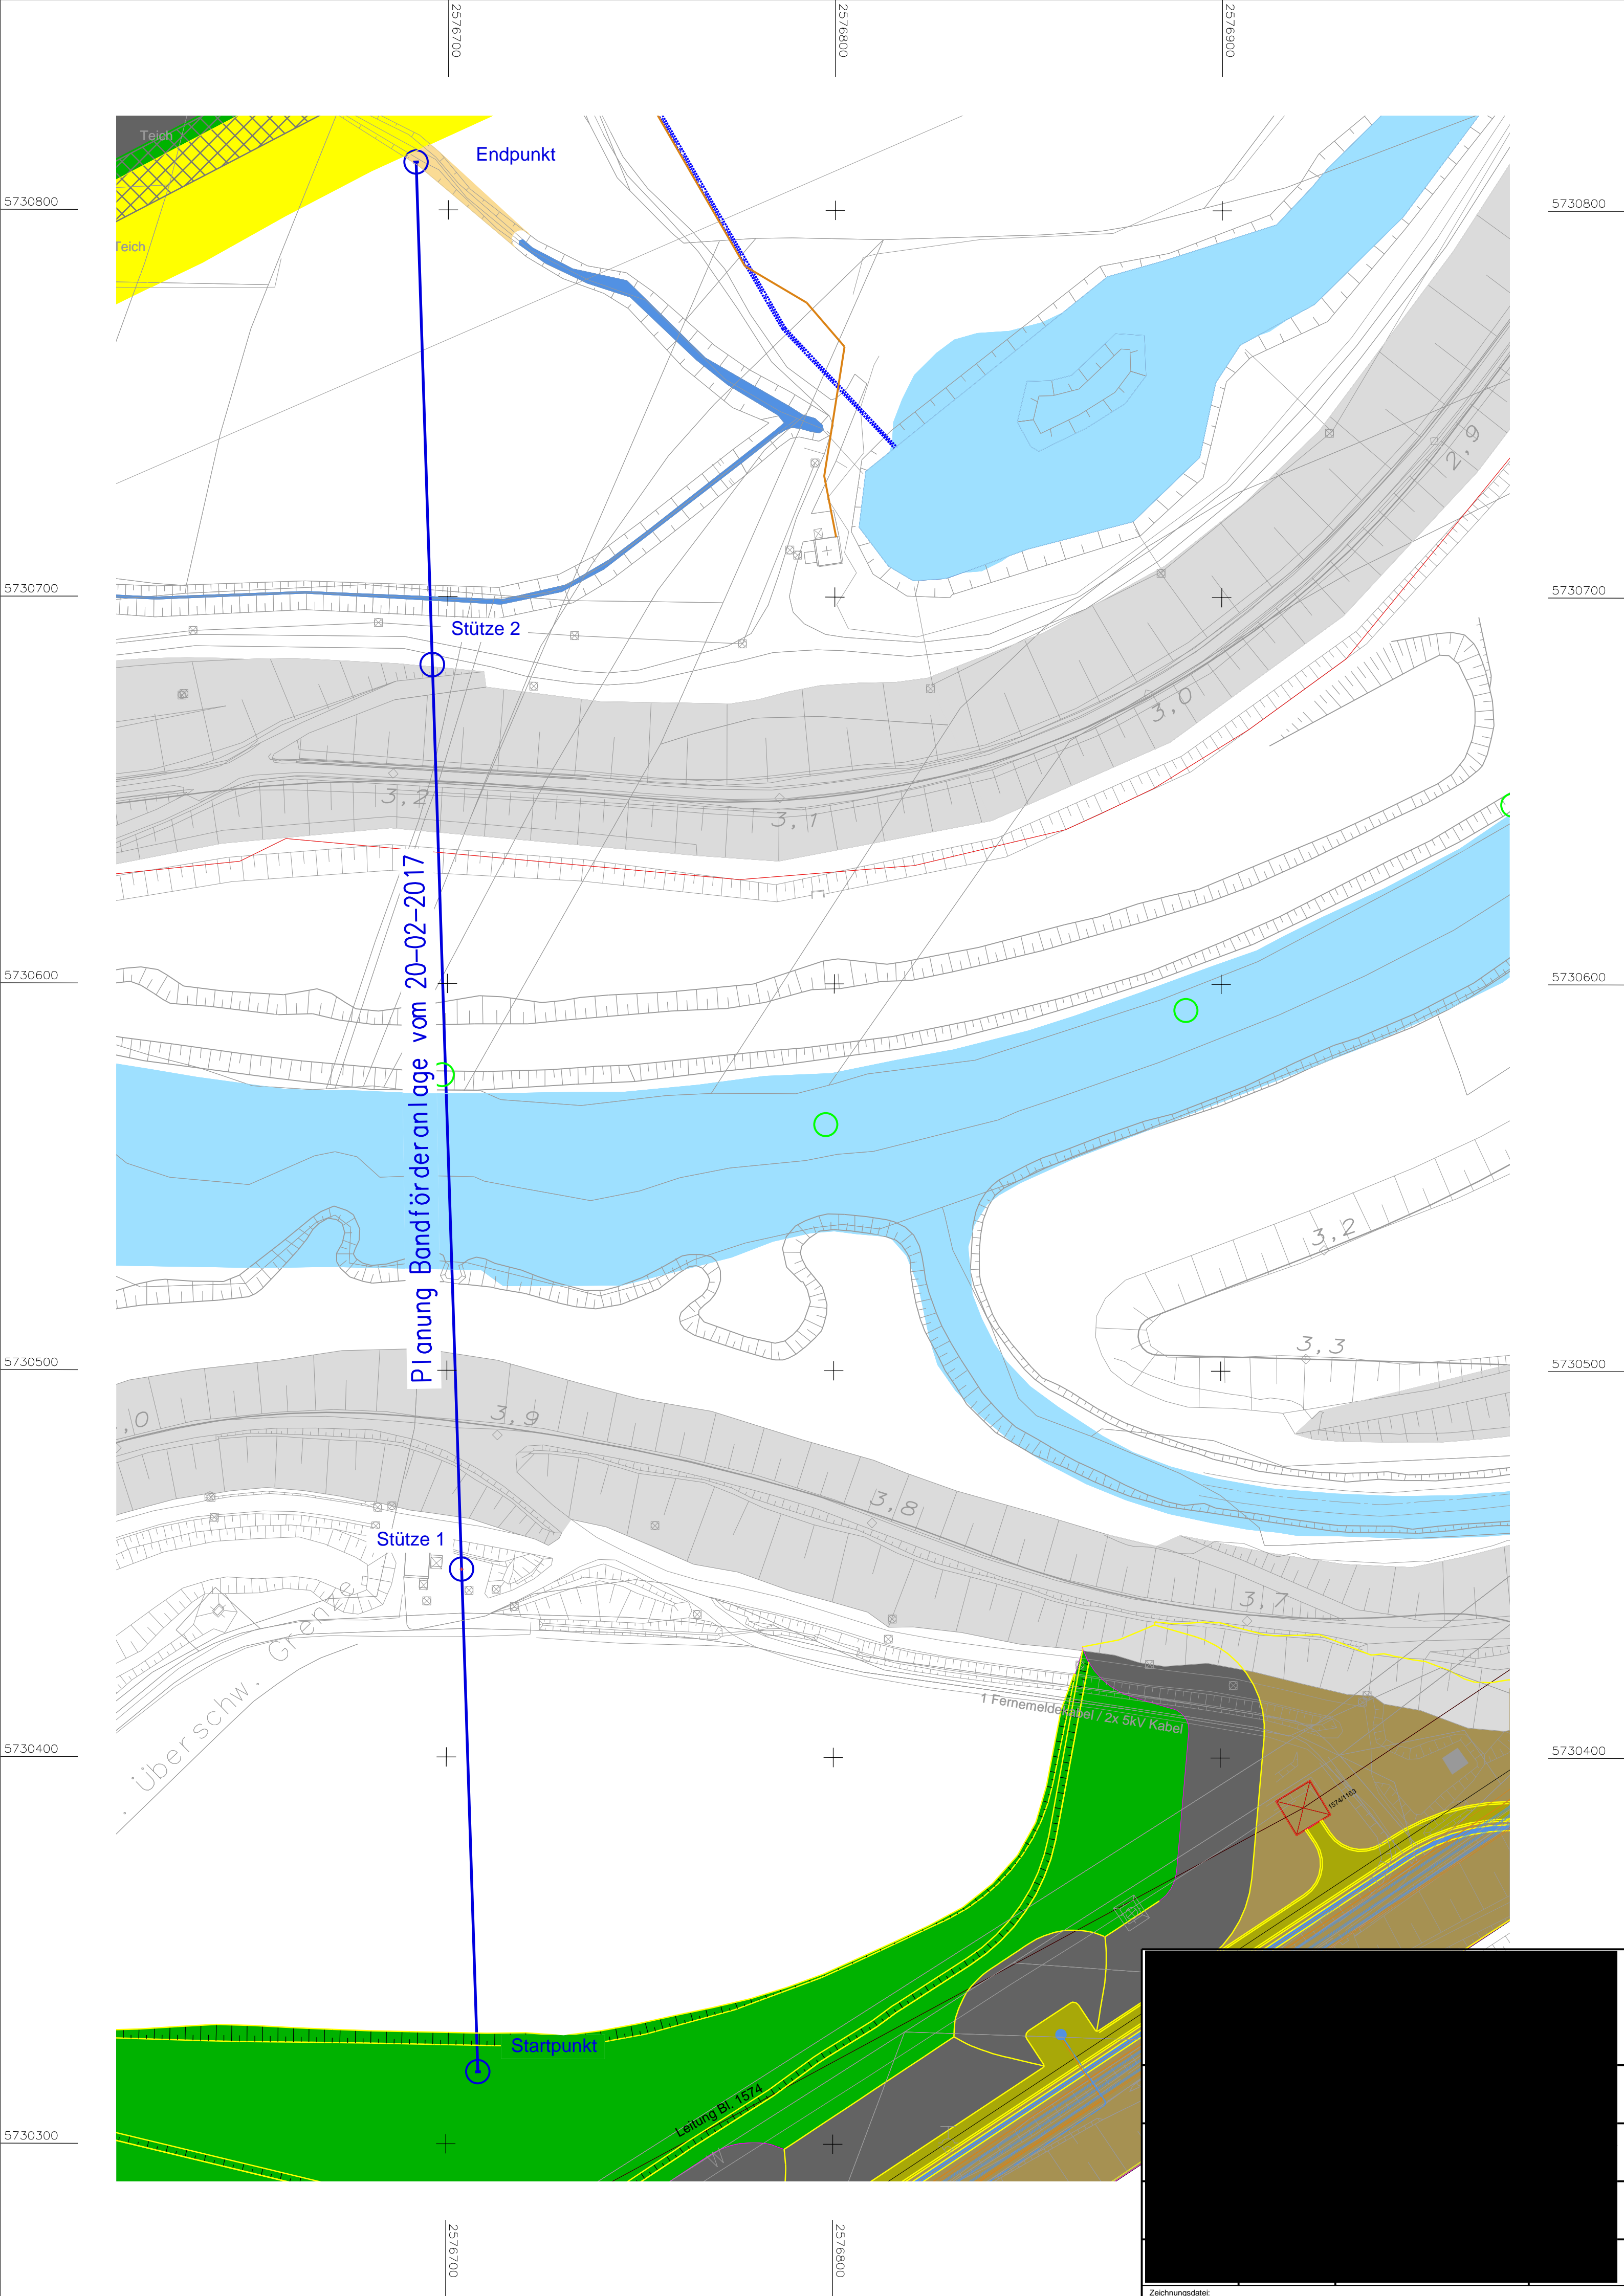 2576700
2576800
2576900
Teich
Endpunkt
5730800
5730800
Teich
2,9
5730700
5730700
Stütze 2
3,0
3,2
3,1
Planung Bandförderanlage vom 20-02-2017
5730600
5730600
3,2
3,3
5730500
5730500
,0
3,9
3,8
Stütze 1
3,7
Überschw. Grenze
1 Fernemeldekabel / 2x 5kV Kabel
5730400
5730400
1574/1163
Startpunkt
Leitung Bl. 1574
W
5730300
2576700
2576800
Zeichnungsdatei: